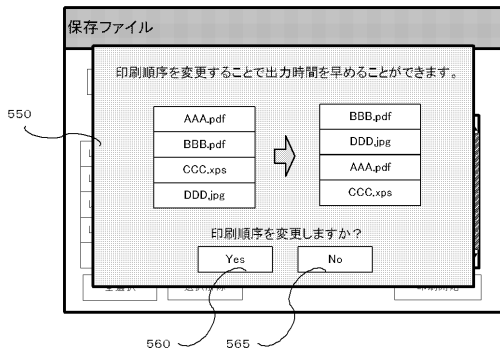 保存ファイル
印刷順序を変更することで出力時間を早めることができます。
550
AAA.pdf
BBB.pdf
CCC.xps
DDD.jpg
BBB.pdf
DDD.jpg
AAA.pdf
CCC.xps
印刷順序を変更しますか？
Yes
No
560
565